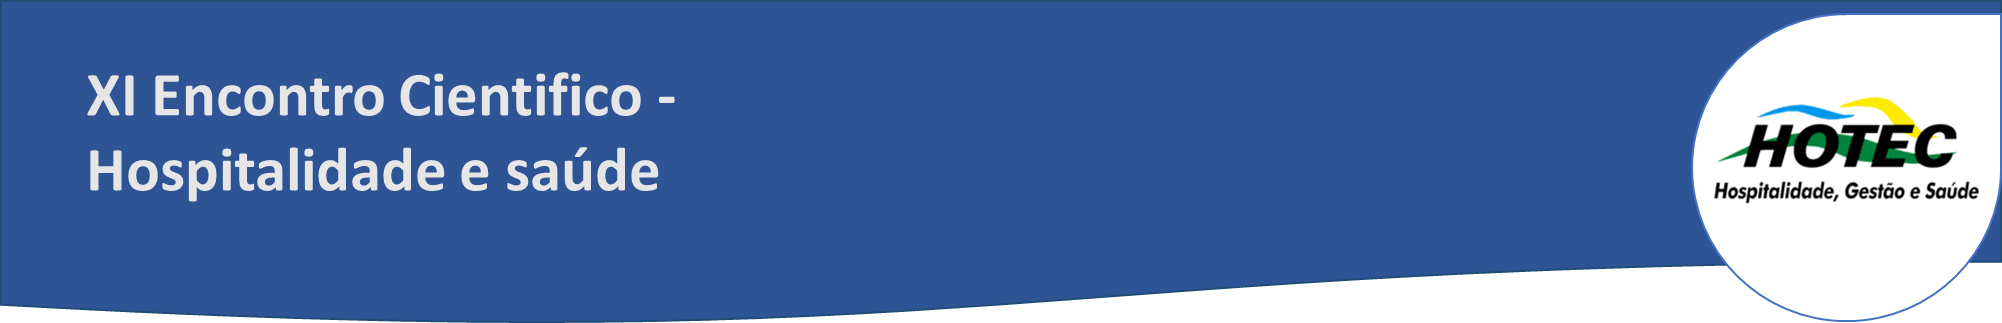 XI Encontro Cientifico -
Hospitalidade e saúde
HOTEC
Hospitalidade, Gestão e Saúde